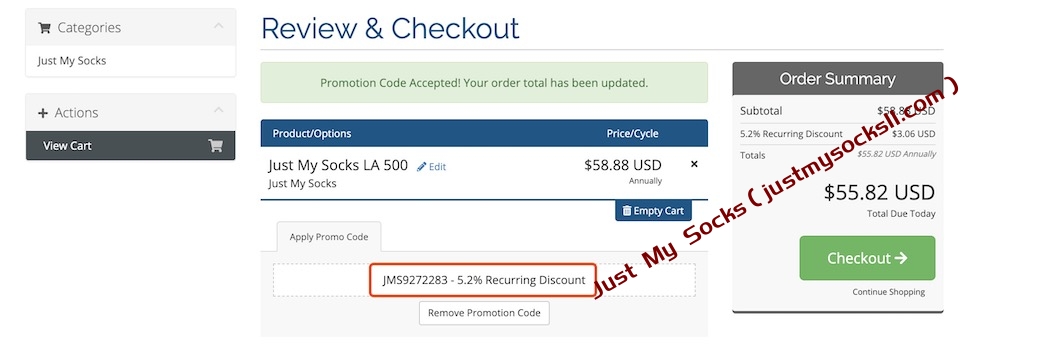 Categories
Just My Socks
Actions
View Cart
Review & Checkout
Promotion Code Accepted! Your order total has been updated.
Product/Options Price/Cycle
Just My Socks LA 500 Edit $58.88 USD
Just My Socks Annually
Empty Cart
Apply Promo Code
JMS9272283 - 5.2% Recurring Discount
Remove Promotion Code
Order Summary
Subtotal $58.88 USD
5.2% Recurring Discount $3.06 USD
Totals $55.82 USD Annually
$55.82 USD
Total Due Today
Checkout
Continue Shopping
Just My Socks ( justmysocksll.com )